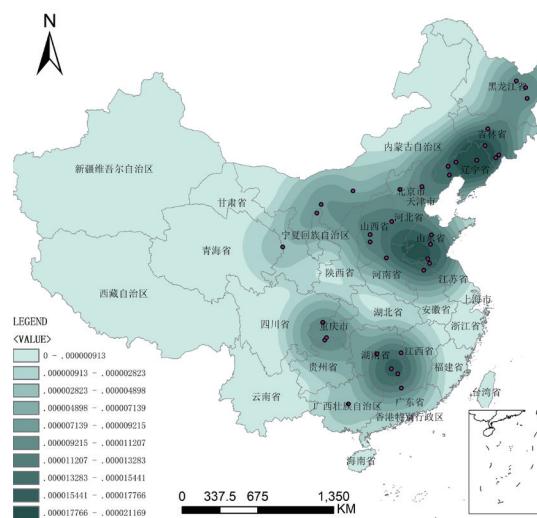 N
黑龙江省
吉林省
内蒙古自治区
辽宁省
新疆维吾尔自治区
北京市
天津市
甘肃省
河北省
山西省
山东省
宁夏回族自治区
青海省
陕西省
河南省
江苏省
西藏自治区
上海市
安徽省
湖北省
四川省
重庆市
浙江省
湖南省
江西省
贵州省
福建省
云南省
台湾省
广西壮族自治区
广东省
香港特别行政区
海南省
LEGEND
<VALUE>
0 - .000000913
.000000913 - .000002823
.000002823 - .000004898
.000004898 - .000007139
.000007139 - .000009215
.000009215 - .000011207
.000011207 - .000013283
.000013283 - .000015441
.000015441 - .000017766
.000017766 - .000021169
0 337.5 675 1,350
KM